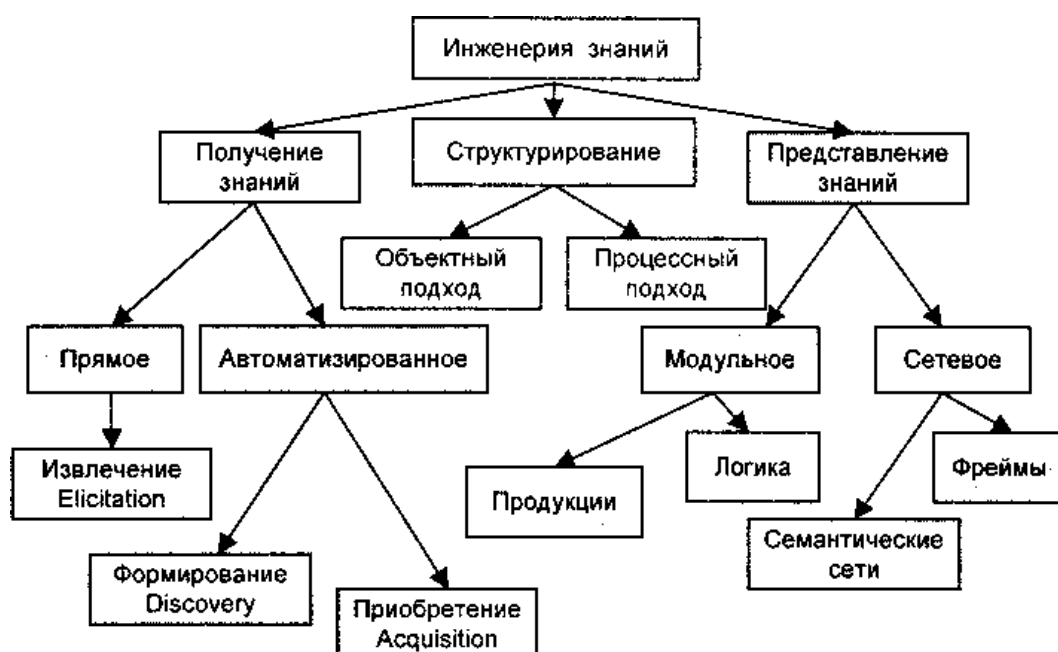 Инженерия знаний
Получение
знаний
Структурирование
Представление
знаний
Объектный
подход
Процессный
подход
Прямое
Автоматизированное
Модульное
Сетевое
Извлечение
Elicitation
Продукции
Логика
Фреймы
Семантические
сети
Формирование
Discovery
Приобретение
Acquisition